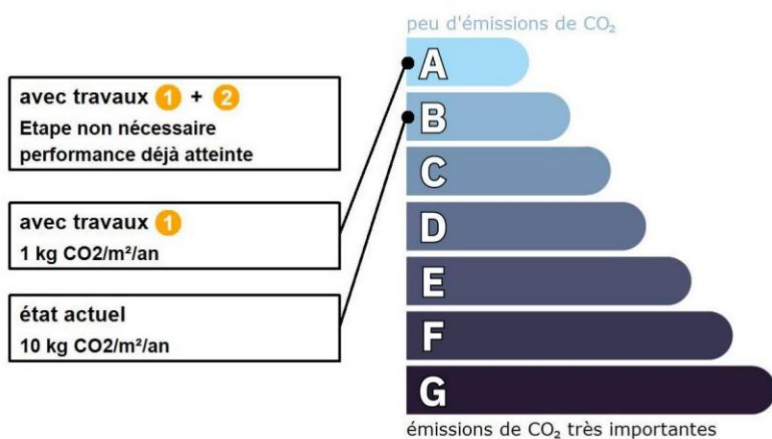 peu d'émissions de CO₂
A
B
C
D
E
F
G
émissions de CO₂ très importantes
avec travaux 1 + 2
Etape non nécessaire
performance déjà atteinte
avec travaux 1
1 kg CO2/m²/an
état actuel
10 kg CO2/m²/an